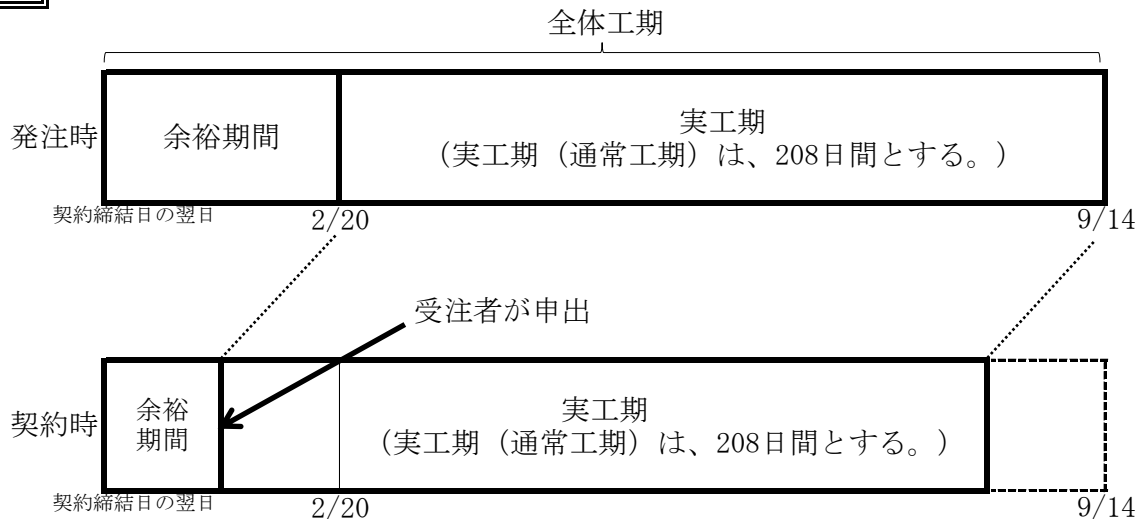 全体工期
発注時
余裕期間
実工期
（実工期（通常工期）は、208日間とする。）
契約締結日の翌日
2/20
9/14
受注者が申出
契約時
余裕
期間
実工期
（実工期（通常工期）は、208日間とする。）
契約締結日の翌日
2/20
9/14